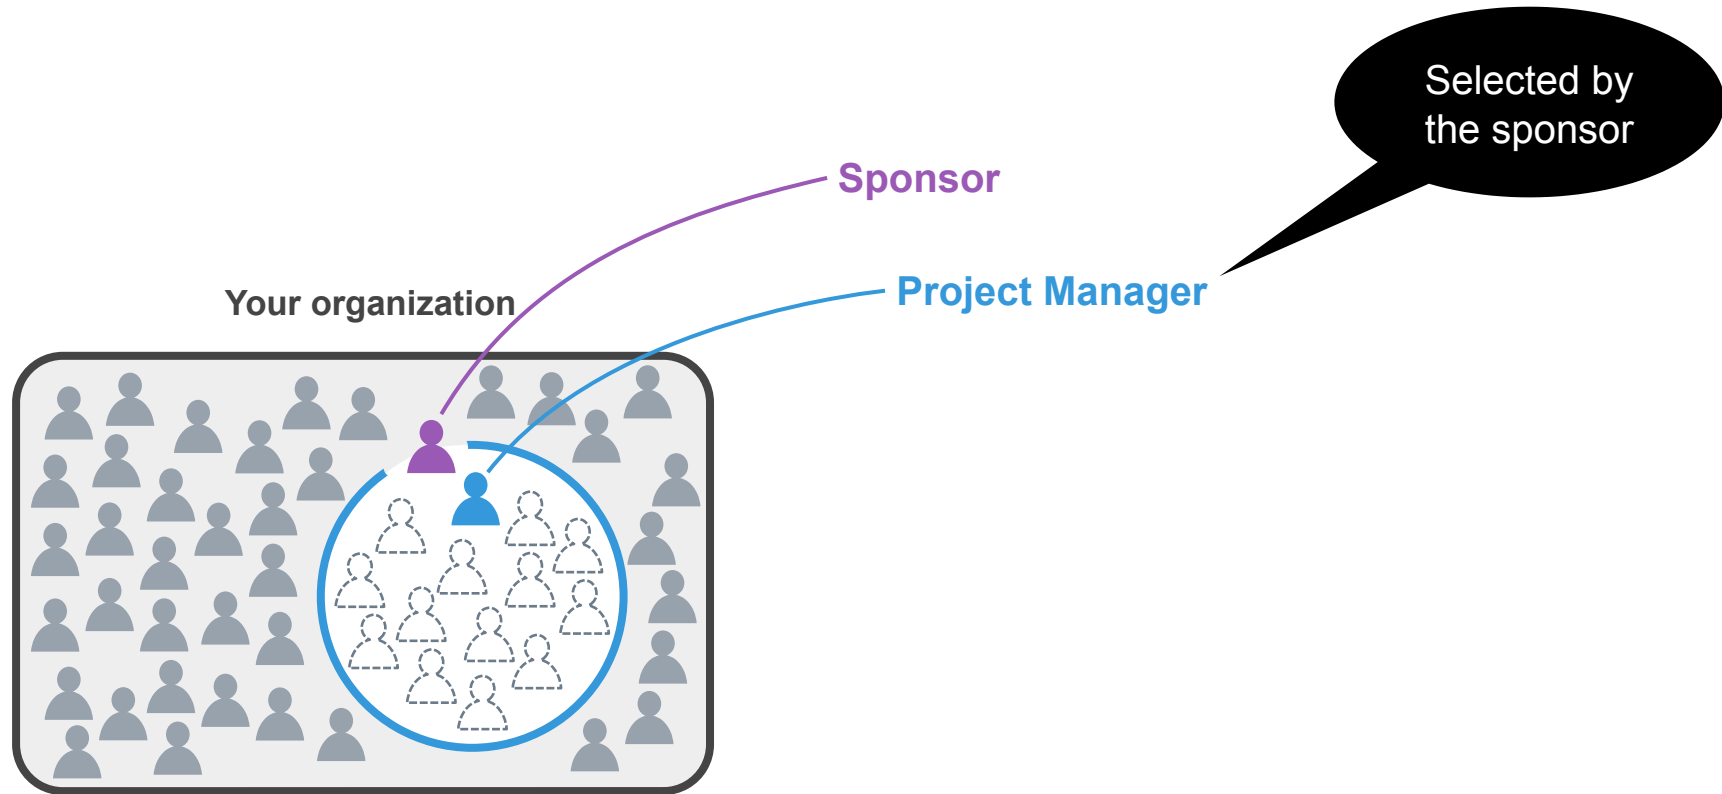 Selected by
the sponsor
Sponsor
Project Manager
Your organization